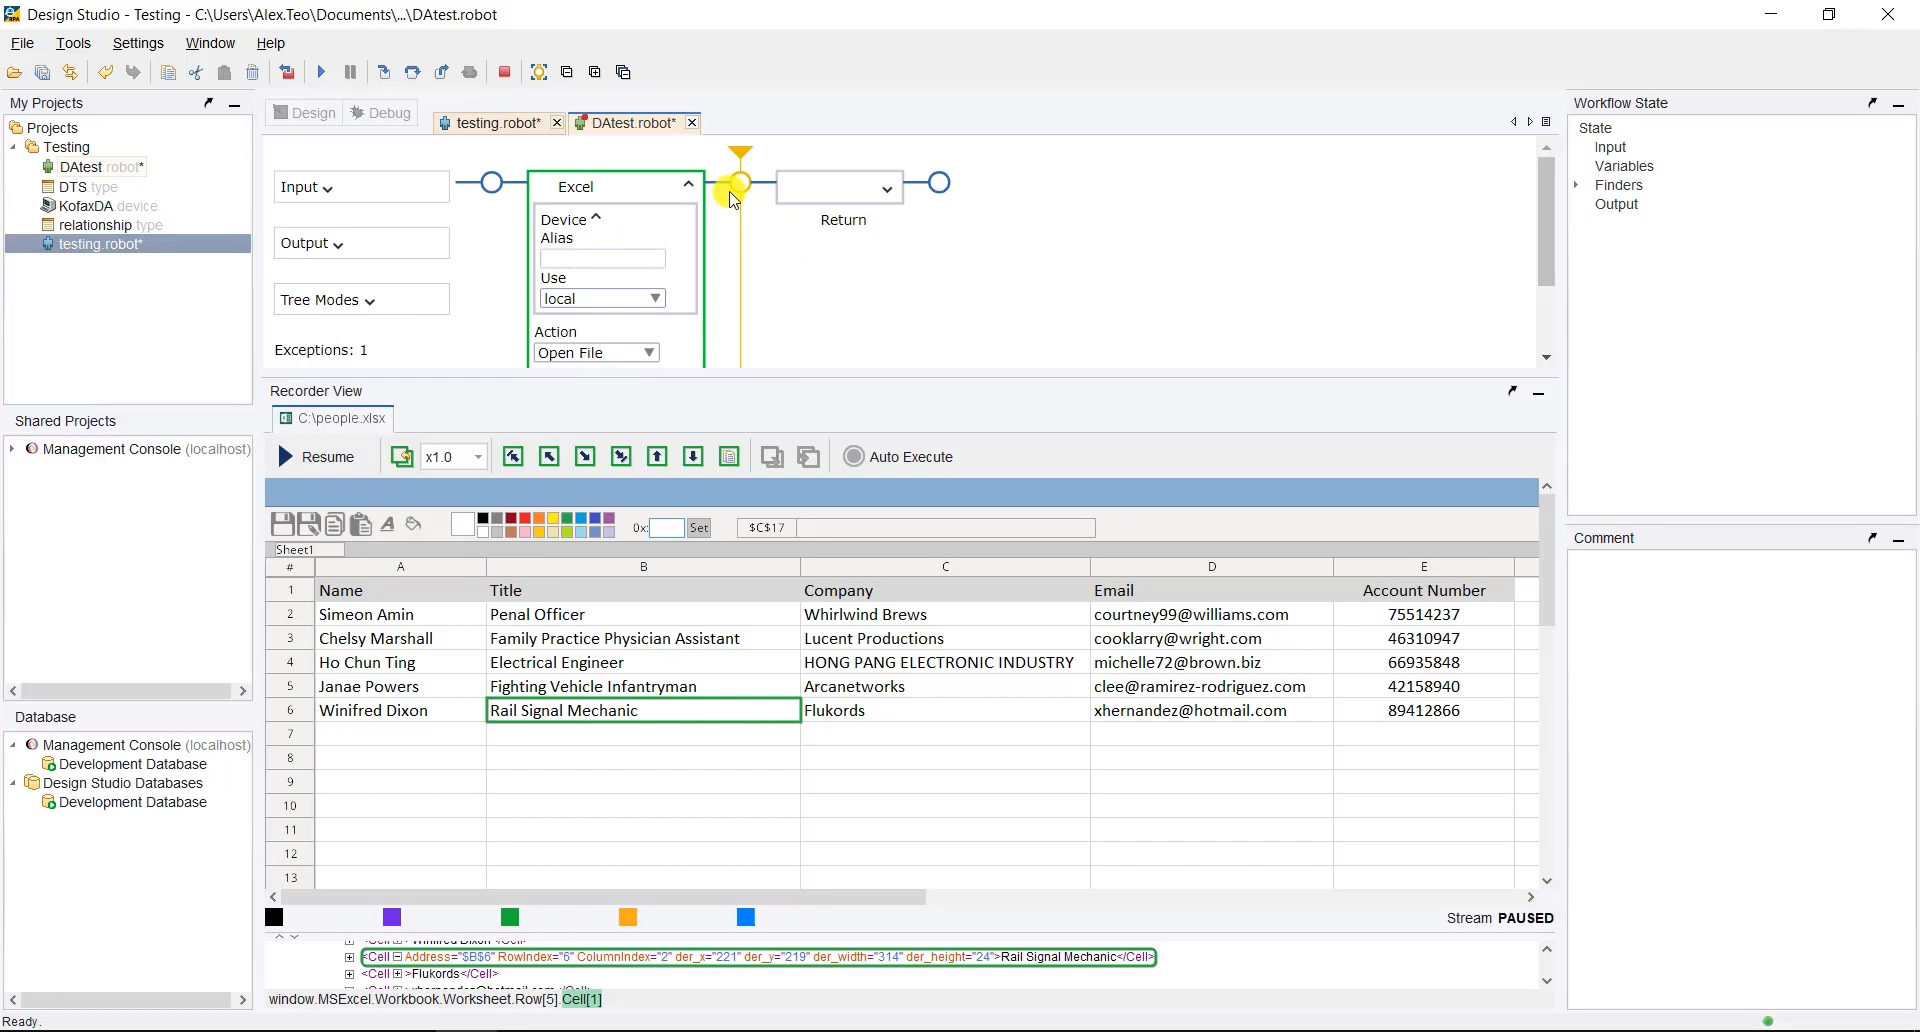 Design Studio - Testing - C:\Users\Alex.Teo\Documents\...\DAtest.robot
File Tools Settings Window Help
My Projects
Projects
Testing
DAtest.robot*
DTS.type
KofaxDA.device
relationship.type
testing.robot*
Shared Projects
Management Console (localhost)
Database
Management Console (localhost)
Development Database
Design Studio Databases
Development Database
Design Debug testing.robot* DAtest.robot*
Input
Output
Tree Modes
Exceptions: 1
Excel
Device
Alias
Use
local
Action
Open File
Return
Recorder View
C:\people.xlsx
Resume x1.0 Auto Execute
0x: Set $C$17
Sheet1
# A B C D E
1 Name Title Company Email Account Number
2 Simeon Amin Penal Officer Whirlwind Brews courtney99@williams.com 75514237
3 Chelsy Marshall Family Practice Physician Assistant Lucent Productions cooklarry@wright.com 46310947
4 Ho Chun Ting Electrical Engineer HONG PANG ELECTRONIC INDUSTRY michelle72@brown.biz 66935848
5 Janae Powers Fighting Vehicle Infantryman Arcanetworks clee@ramirez-rodriguez.com 42158940
6 Winifred Dixon Rail Signal Mechanic Flukords xhernandez@hotmail.com 89412866
7
8
9
10
11
12
13
Stream PAUSED
<Cell Address="$B$6" RowIndex="6" ColumnIndex="2" der_x="221" der_y="219" der_width="314" der_height="24">Rail Signal Mechanic</Cell>
<Cell >Flukords</Cell>
window.MSExcel.Workbook.Worksheet.Row[5].Cell[1]
Workflow State
State
Input
Variables
Finders
Output
Comment
Ready.